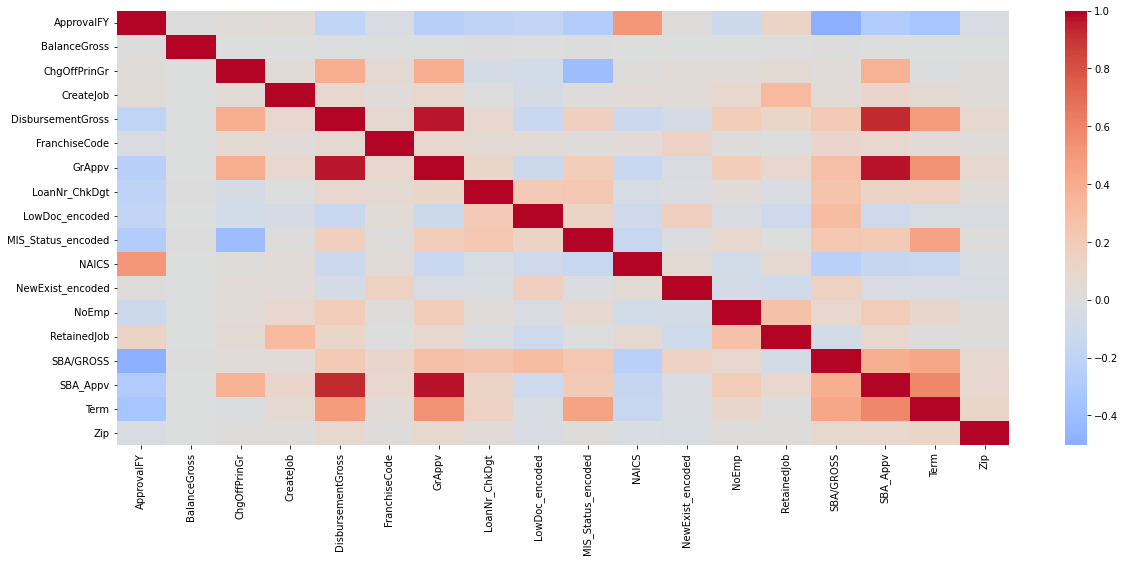 ApprovalFY
BalanceGross
ChgOffPrinGr
CreateJob
DisbursementGross
FranchiseCode
GrAppv
LoanNr_ChkDgt
LowDoc_encoded
MIS_Status_encoded
NAICS
NewExist_encoded
NoEmp
RetainedJob
SBA/GROSS
SBA_Appv
Term
Zip
ApprovalFY
BalanceGross
ChgOffPrinGr
CreateJob
DisbursementGross
FranchiseCode
GrAppv
LoanNr_ChkDgt
LowDoc_encoded
MIS_Status_encoded
NAICS
NewExist_encoded
NoEmp
RetainedJob
SBA/GROSS
SBA_Appv
Term
Zip
1.0
0.8
0.6
0.4
0.2
0.0
−0.2
−0.4